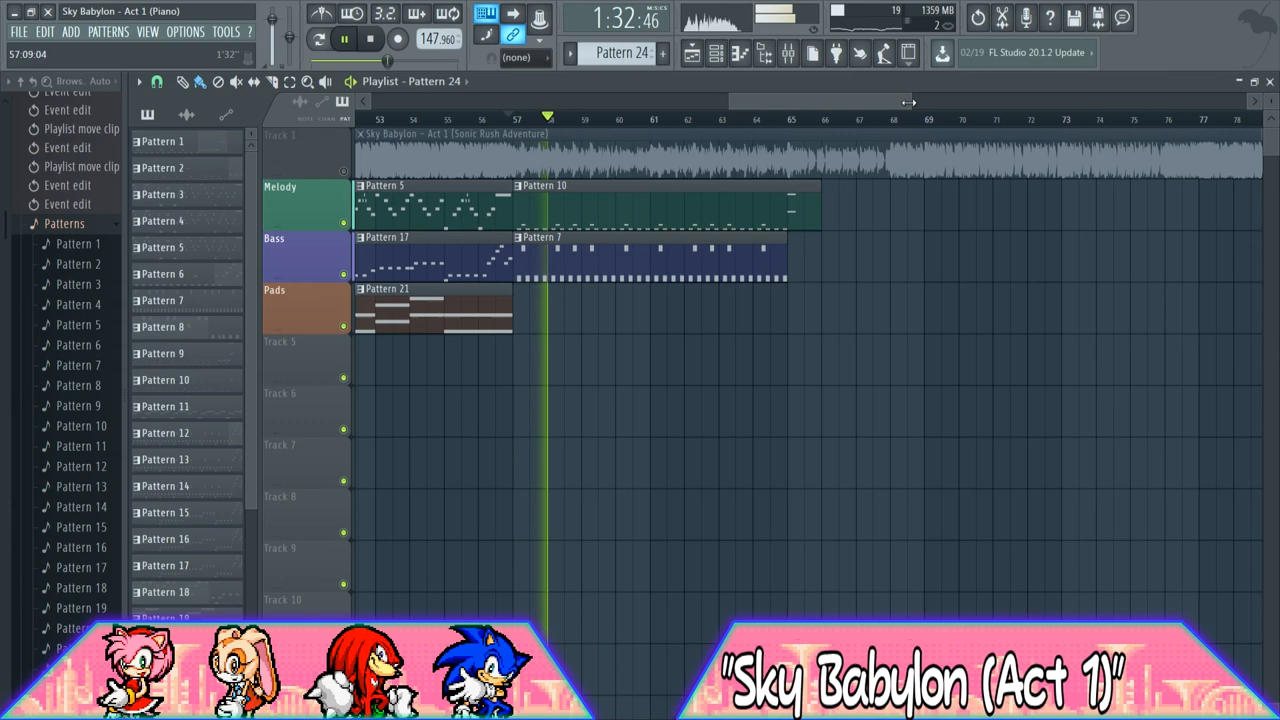 Sky Babylon - Act 1 (Piano)
FILE EDIT ADD PATTERNS VIEW OPTIONS TOOLS ?
57:09:04 1'32"
3.2
147.960
1:32:46
M:S:CS
Pattern 24
(none)
19 1359 MB
2
02/19 FL Studio 20.1.2 Update
Brows.. Auto
Playlist - Pattern 24
Event edit
Event edit
Playlist move clip
Event edit
Playlist move clip
Event edit
Event edit
Patterns
Pattern 1
Pattern 2
Pattern 3
Pattern 4
Pattern 5
Pattern 6
Pattern 7
Pattern 8
Pattern 9
Pattern 10
Pattern 11
Pattern 12
Pattern 13
Pattern 14
Pattern 15
Pattern 16
Pattern 17
Pattern 18
Pattern 19
Pattern 1
Pattern 2
Pattern 3
Pattern 4
Pattern 5
Pattern 6
Pattern 7
Pattern 8
Pattern 9
Pattern 10
Pattern 11
Pattern 12
Pattern 13
Pattern 14
Pattern 15
Pattern 16
Pattern 17
Pattern 18
NOTE CHAN PAT
53 54 55 56 57 58 59 60 61 62 63 64 65 66 67 68 69 70 71 72 73 74 75 76 77 78
Track 1
Sky Babylon - Act 1 (Sonic Rush Adventure)
Melody
Pattern 5 Pattern 10
Bass
Pattern 17 Pattern 7
Pads
Pattern 21
Track 5
Track 6
Track 7
Track 8
Track 9
Track 10
"Sky Babylon (Act 1)"